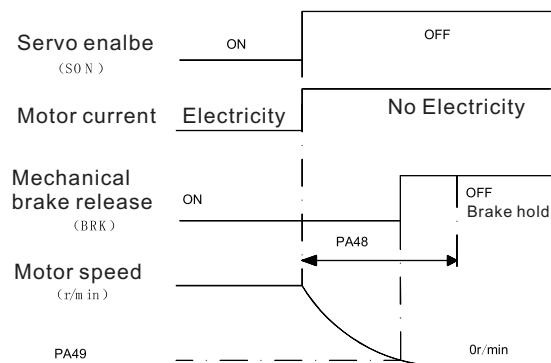 Servo enalbe
(SON)
ON
OFF
Motor current
Electricity
No Electricity
Mechanical
brake release
(BRK)
ON
OFF
Brake hold
PA48
Motor speed
(r/min)
PA49
0r/min